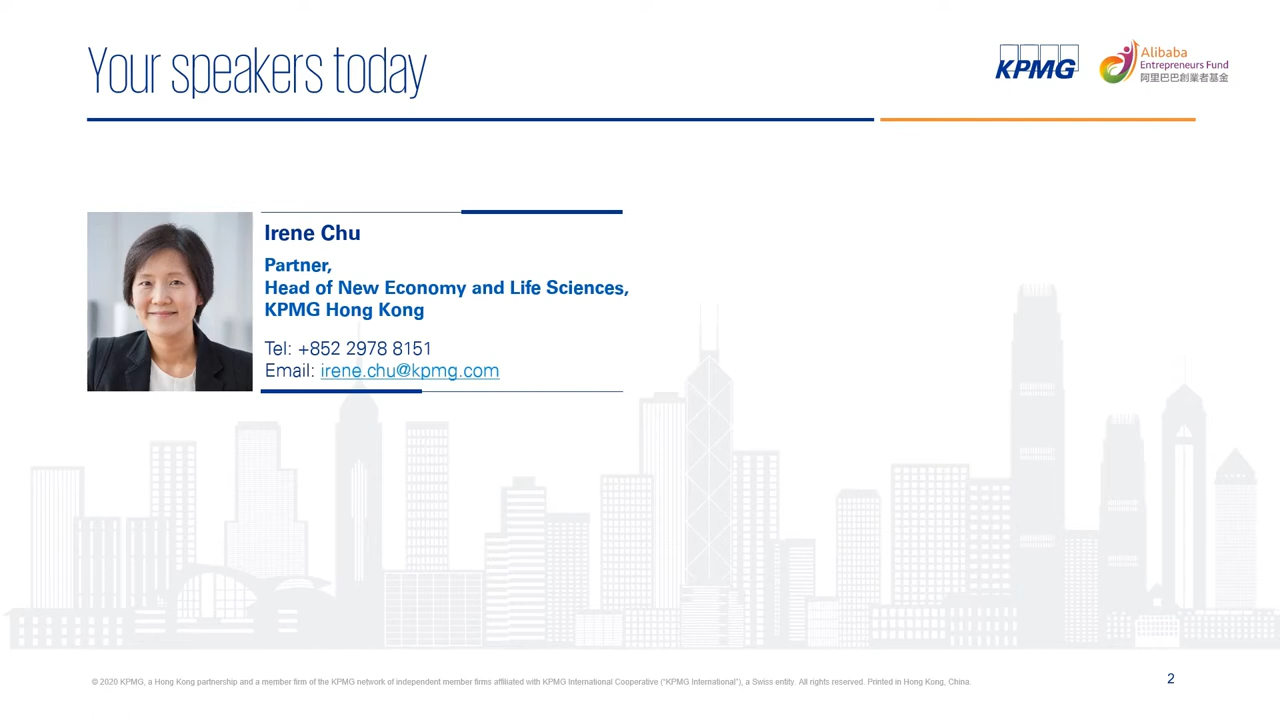 Your speakers today
KPMG
Alibaba
Entrepreneurs Fund
阿里巴巴創業者基金
Irene Chu
Partner,
Head of New Economy and Life Sciences,
KPMG Hong Kong
Tel: +852 2978 8151
Email: irene.chu@kpmg.com
© 2020 KPMG, a Hong Kong partnership and a member firm of the KPMG network of independent member firms affiliated with KPMG International Cooperative ("KPMG International"), a Swiss entity. All rights reserved. Printed in Hong Kong, China.
2